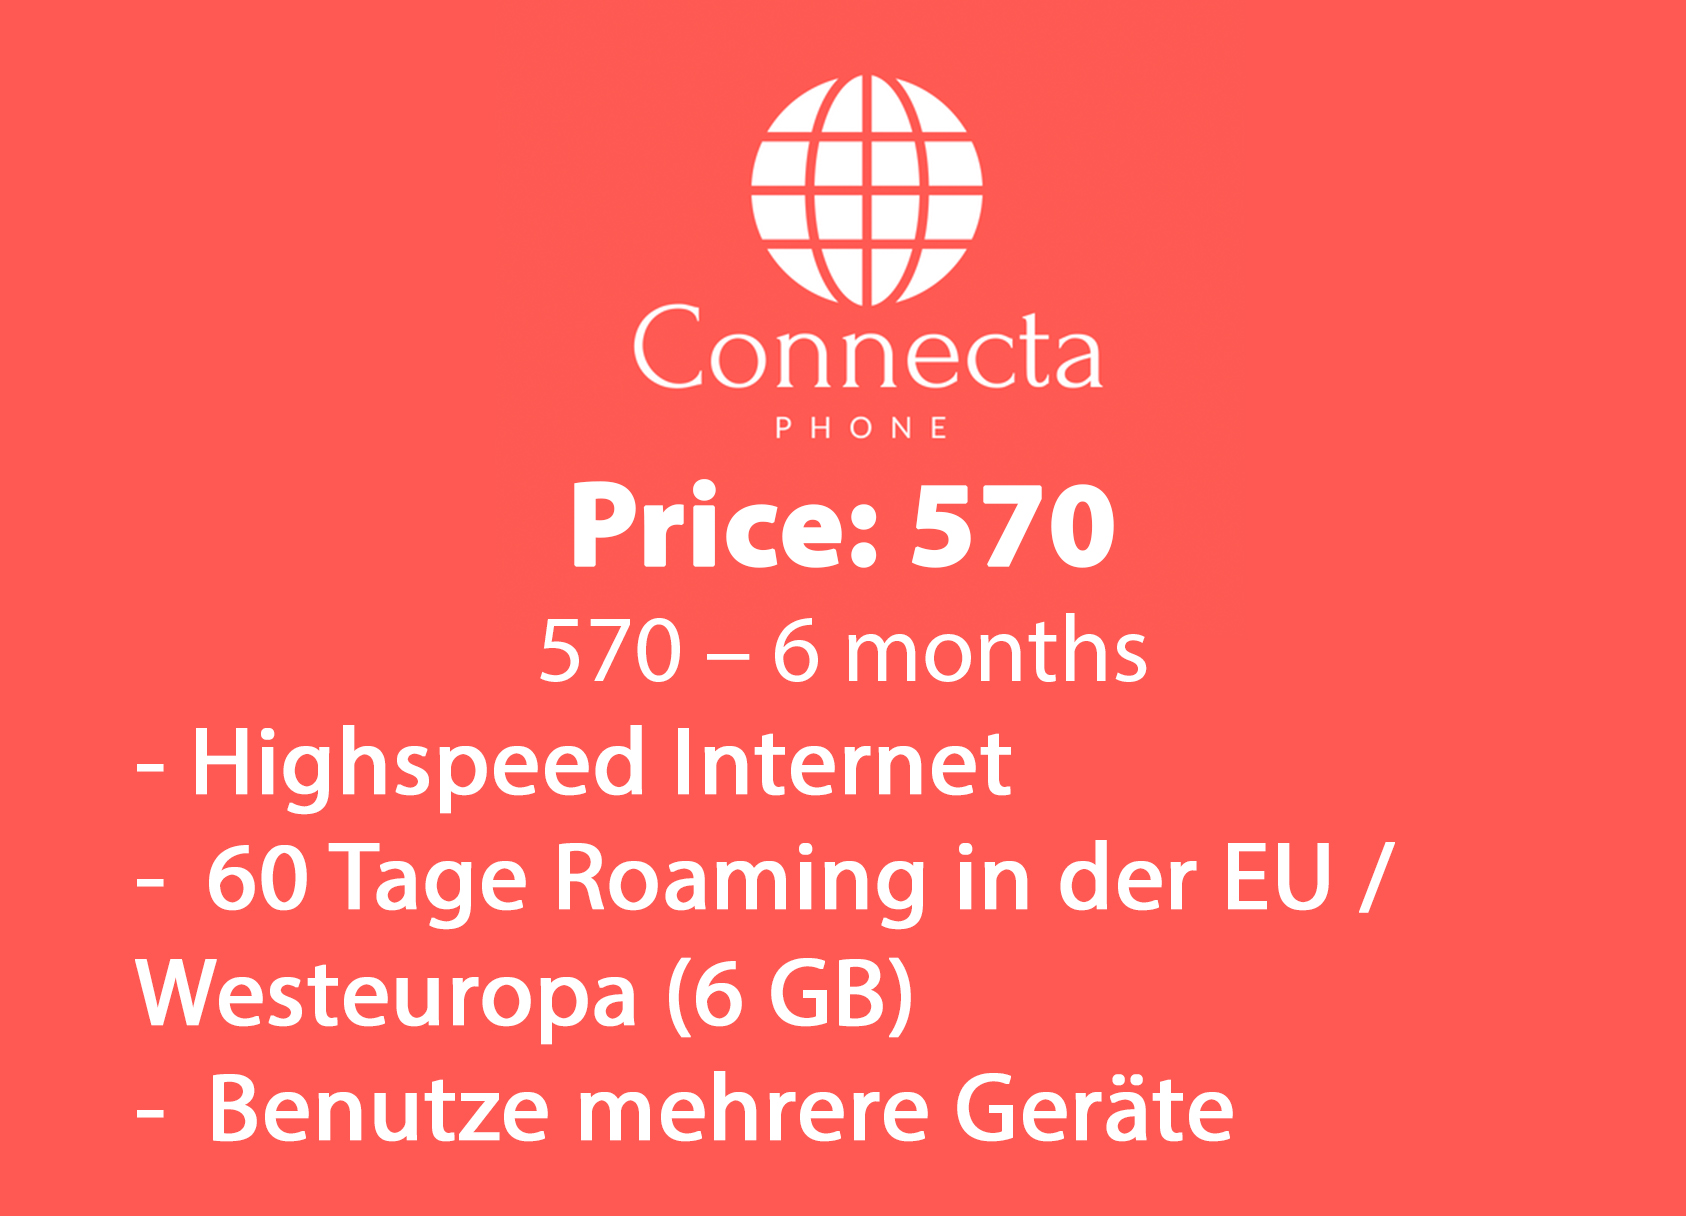 Connecta
PHONE
Price: 570
570 – 6 months
- Highspeed Internet
- 60 Tage Roaming in der EU /
Westeuropa (6 GB)
- Benutze mehrere Geräte